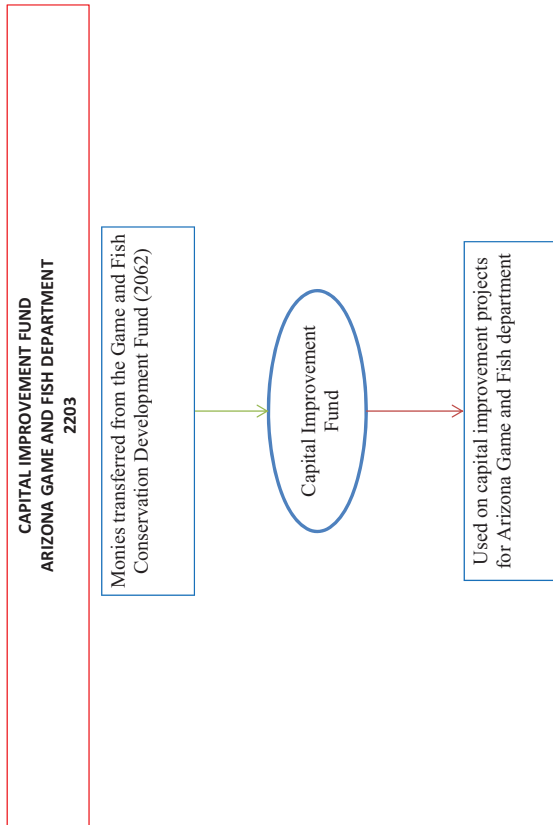 CAPITAL IMPROVEMENT FUND
ARIZONA GAME AND FISH DEPARTMENT
2203
Monies transferred from the Game and Fish
Conservation Development Fund (2062)
Capital Improvement
Fund
Used on capital improvement projects
for Arizona Game and Fish department